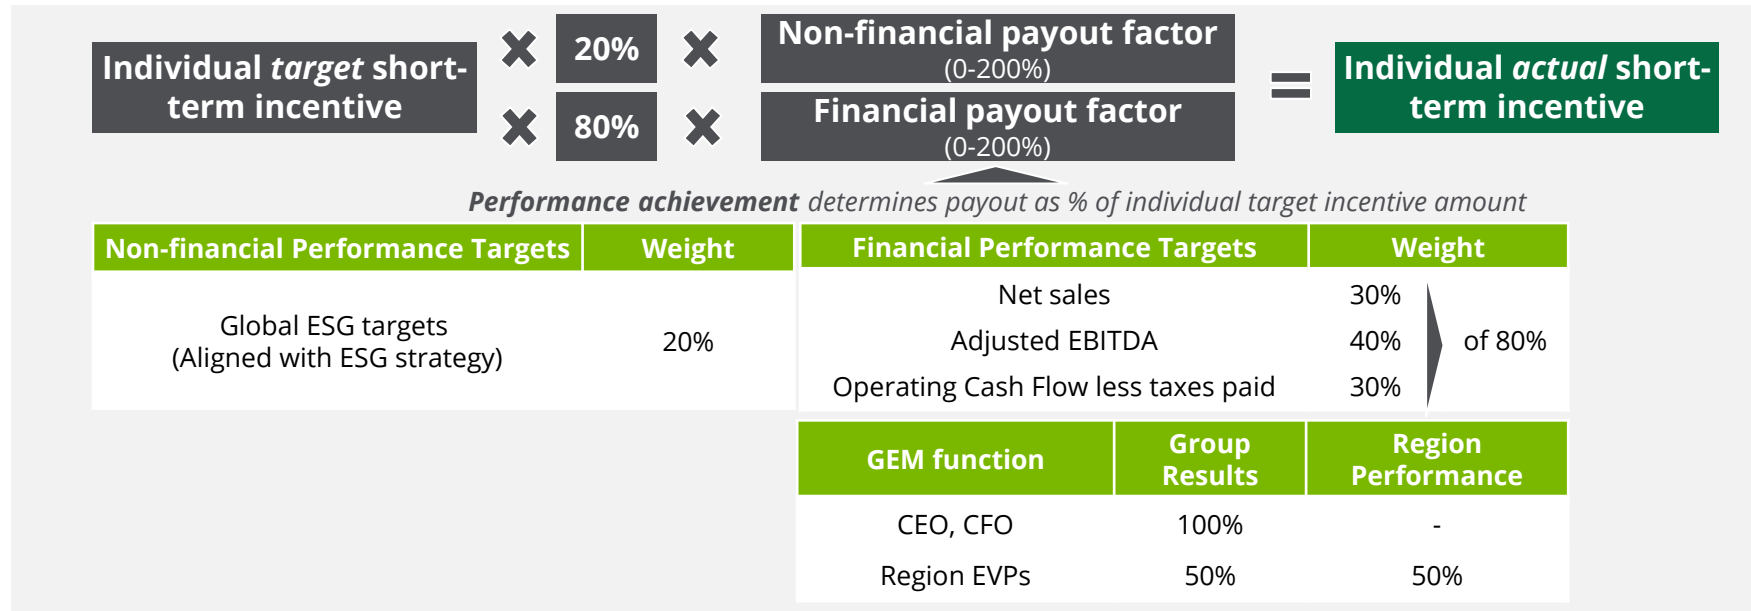 Individual target short-
term incentive
20%
Non-financial payout factor
(0-200%)
80%
Financial payout factor
(0-200%)
=
Individual actual short-
term incentive
Performance achievement determines payout as % of individual target incentive amount
Non-financial Performance Targets Weight
Global ESG targets
(Aligned with ESG strategy)
20%
Financial Performance Targets Weight
Net sales 30%
Adjusted EBITDA 40% of 80%
Operating Cash Flow less taxes paid 30%
GEM function
Group
Results
Region
Performance
CEO, CFO 100% -
Region EVPs 50% 50%